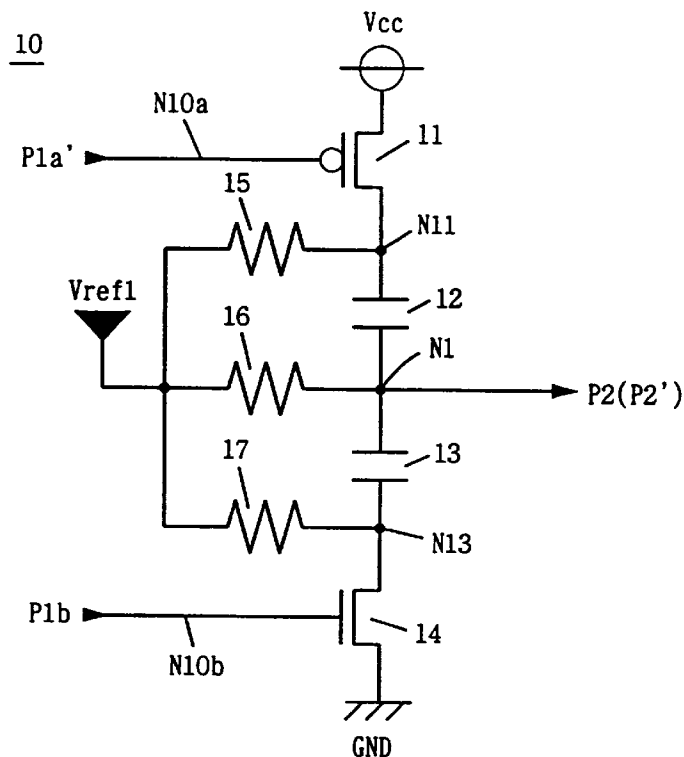 10
Vcc
N10a
P1a'
11
15
N11
Vref1
12
16
N1
P2(P2')
17
13
N13
P1b
14
N10b
GND